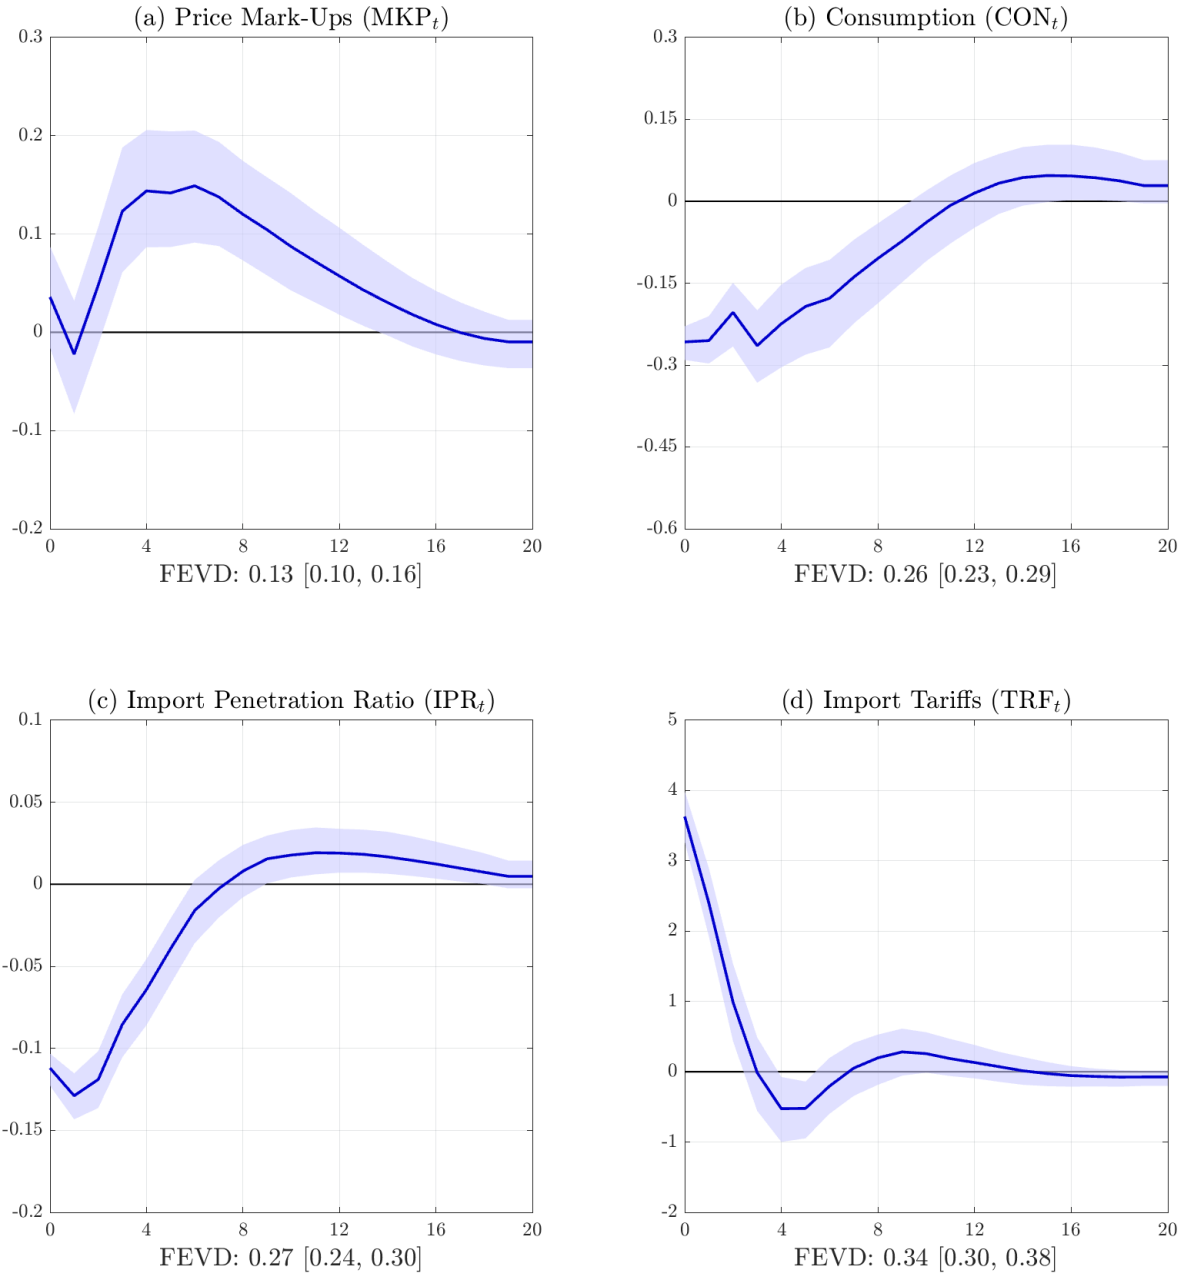 (a) Price Mark-Ups (MKPₜ)
0.3
0.2
0.1
0
-0.1
-0.2
0 4 8 12 16 20
FEVD: 0.13 [0.10, 0.16]
(b) Consumption (CONₜ)
0.3
0.15
0
-0.15
-0.3
-0.45
-0.6
0 4 8 12 16 20
FEVD: 0.26 [0.23, 0.29]
(c) Import Penetration Ratio (IPRₜ)
0.1
0.05
0
-0.05
-0.1
-0.15
-0.2
0 4 8 12 16 20
FEVD: 0.27 [0.24, 0.30]
(d) Import Tariffs (TRFₜ)
5
4
3
2
1
0
-1
-2
0 4 8 12 16 20
FEVD: 0.34 [0.30, 0.38]